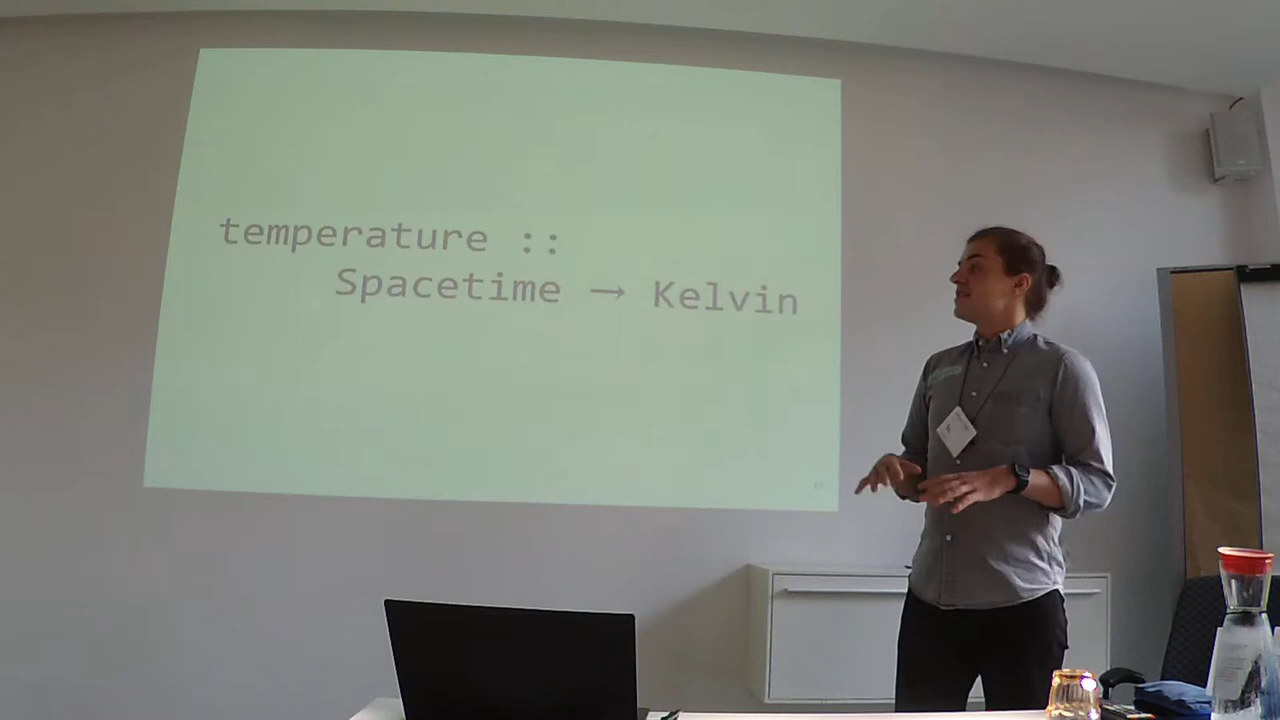 temperature ::
Spacetime → Kelvin